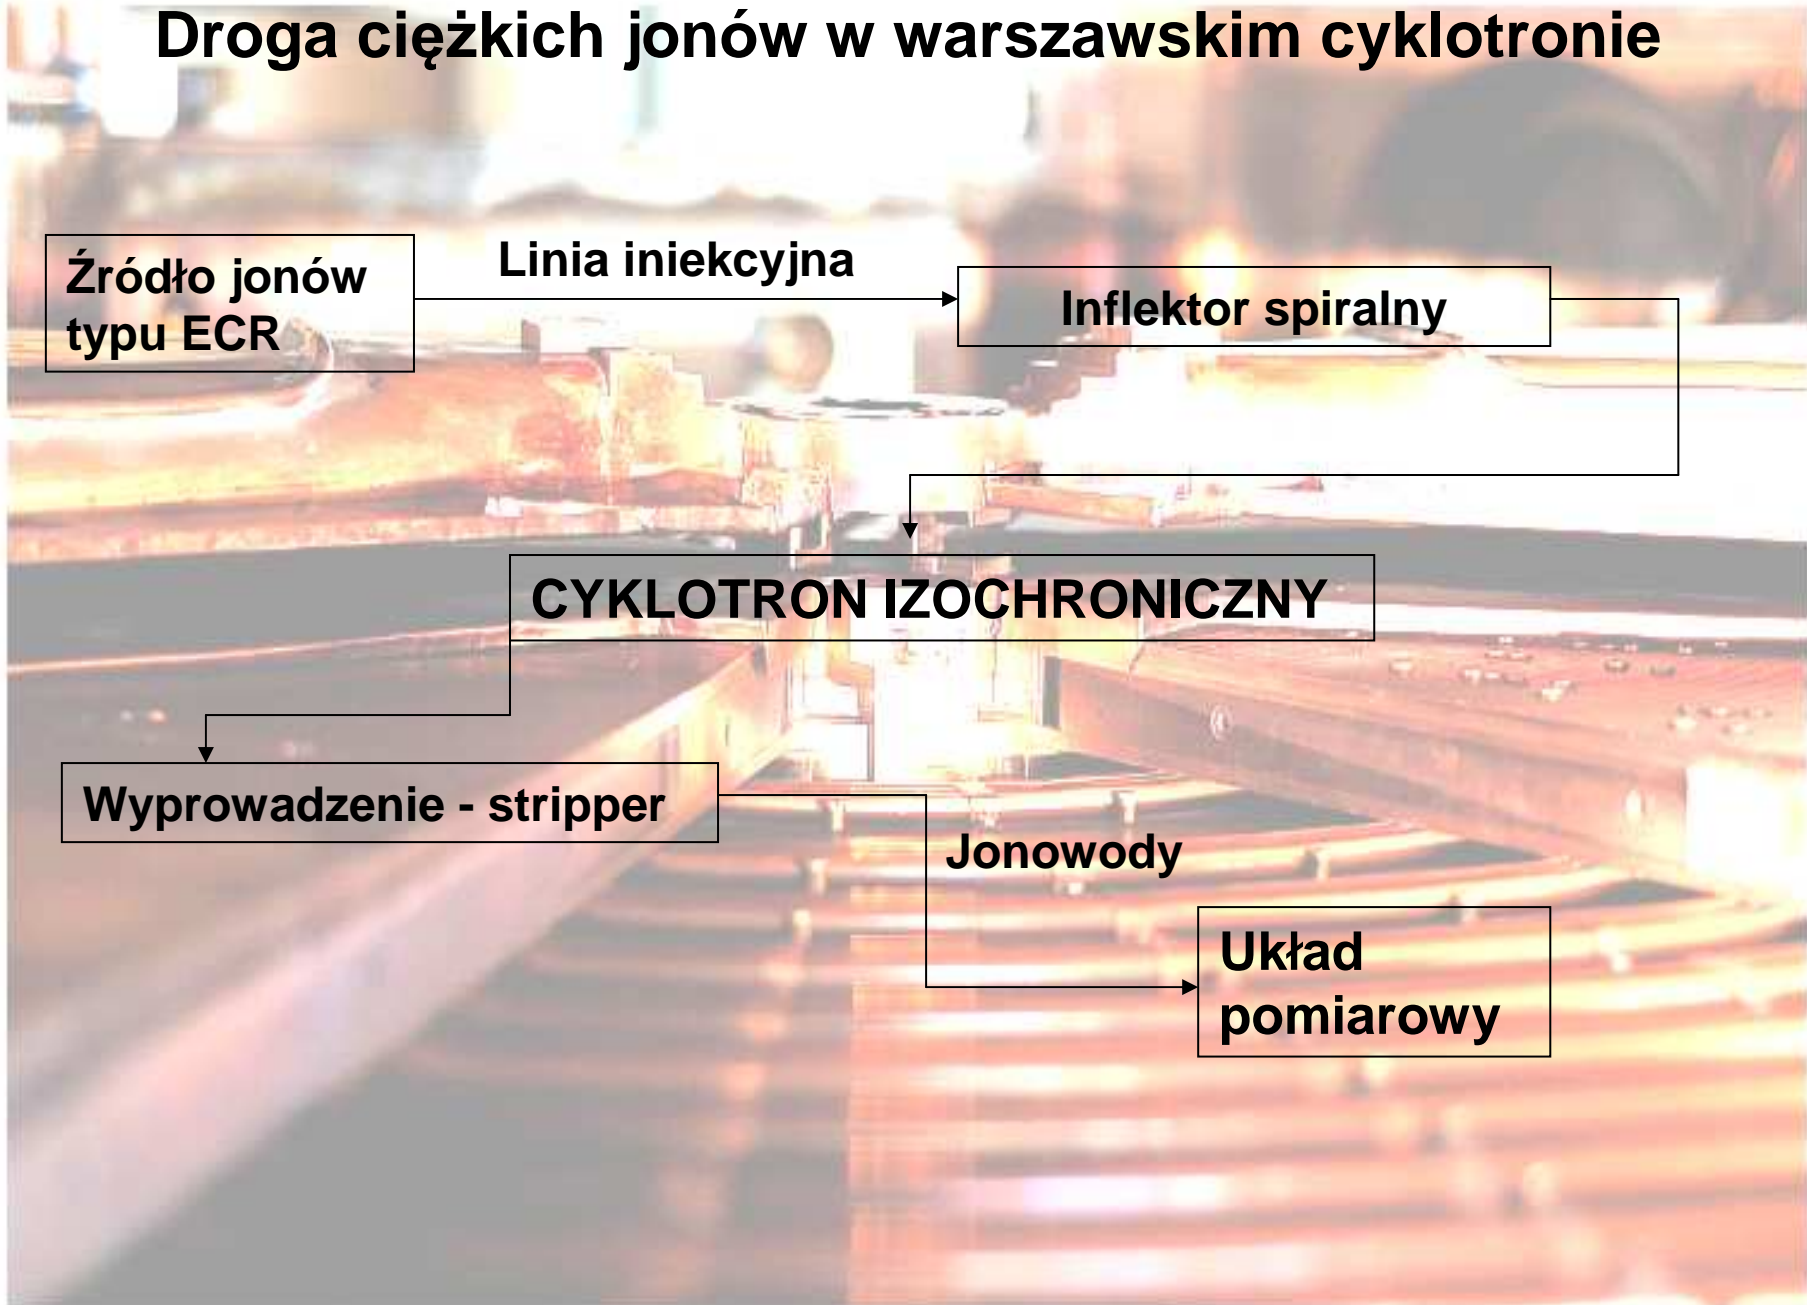 Droga ciężkich jonów w warszawskim cyklotronie
Źródło jonów
typu ECR
Linia iniekcyjna
Inflektor spiralny
CYKLOTRON IZOCHRONICZNY
Wyprowadzenie - stripper
Jonowody
Układ
pomiarowy